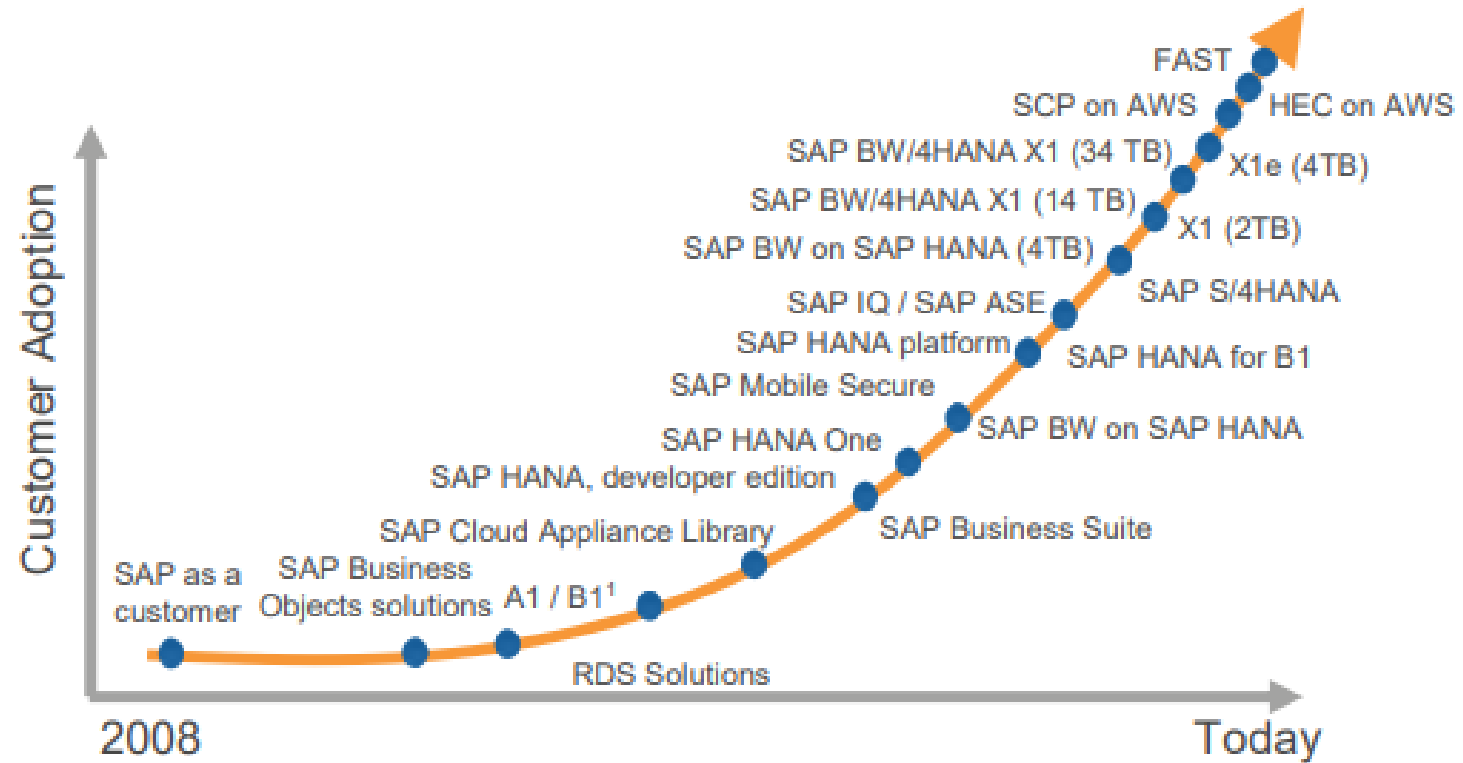 FAST
SCP on AWS
HEC on AWS
SAP BW/4HANA X1 (34 TB)
X1e (4TB)
SAP BW/4HANA X1 (14 TB)
X1 (2TB)
SAP BW on SAP HANA (4TB)
SAP S/4HANA
SAP IQ / SAP ASE
SAP HANA platform
SAP HANA for B1
SAP Mobile Secure
SAP BW on SAP HANA
SAP HANA One
SAP HANA, developer edition
SAP Business Suite
SAP Cloud Appliance Library
SAP as a
customer
SAP Business
Objects solutions
A1 / B1¹
RDS Solutions
Customer Adoption
2008
Today